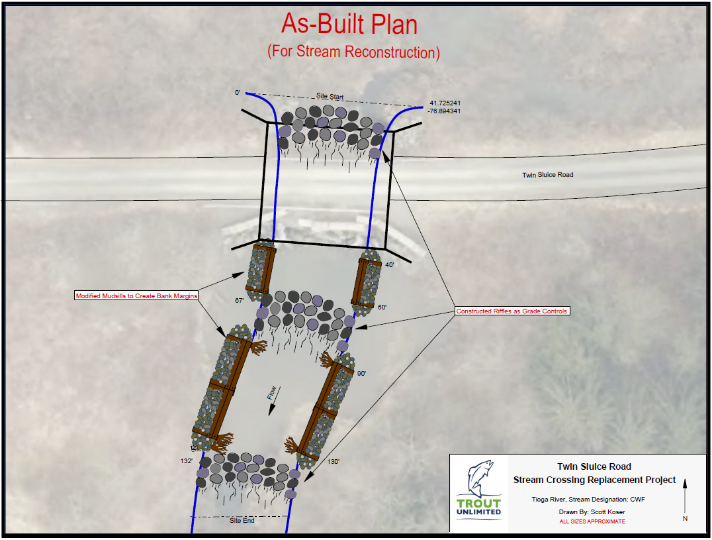 As-Built Plan
(For Stream Reconstruction)
0'
Site Start
41.725241
-76.894341
Twin Sluice Road
40'
Modified Mudsills to Create Bank Margins
67'
60'
Constructed Riffles as Grade Controls
90'
Flow
132'
130'
Site End
TROUT
UNLIMITED
Twin Sluice Road
Stream Crossing Replacement Project
Tioga River, Stream Designation: CWF
Drawn By: Scott Koser
ALL SIZES APPROXIMATE
N